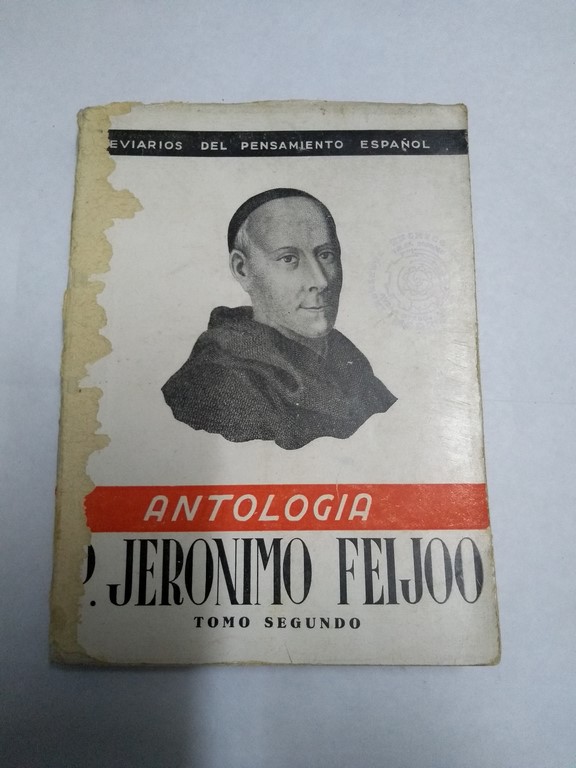 EVIARIOS DEL PENSAMIENTO ESPAÑOL
ANTOLOGIA
P. JERONIMO FEIJOO
TOMO SEGUNDO